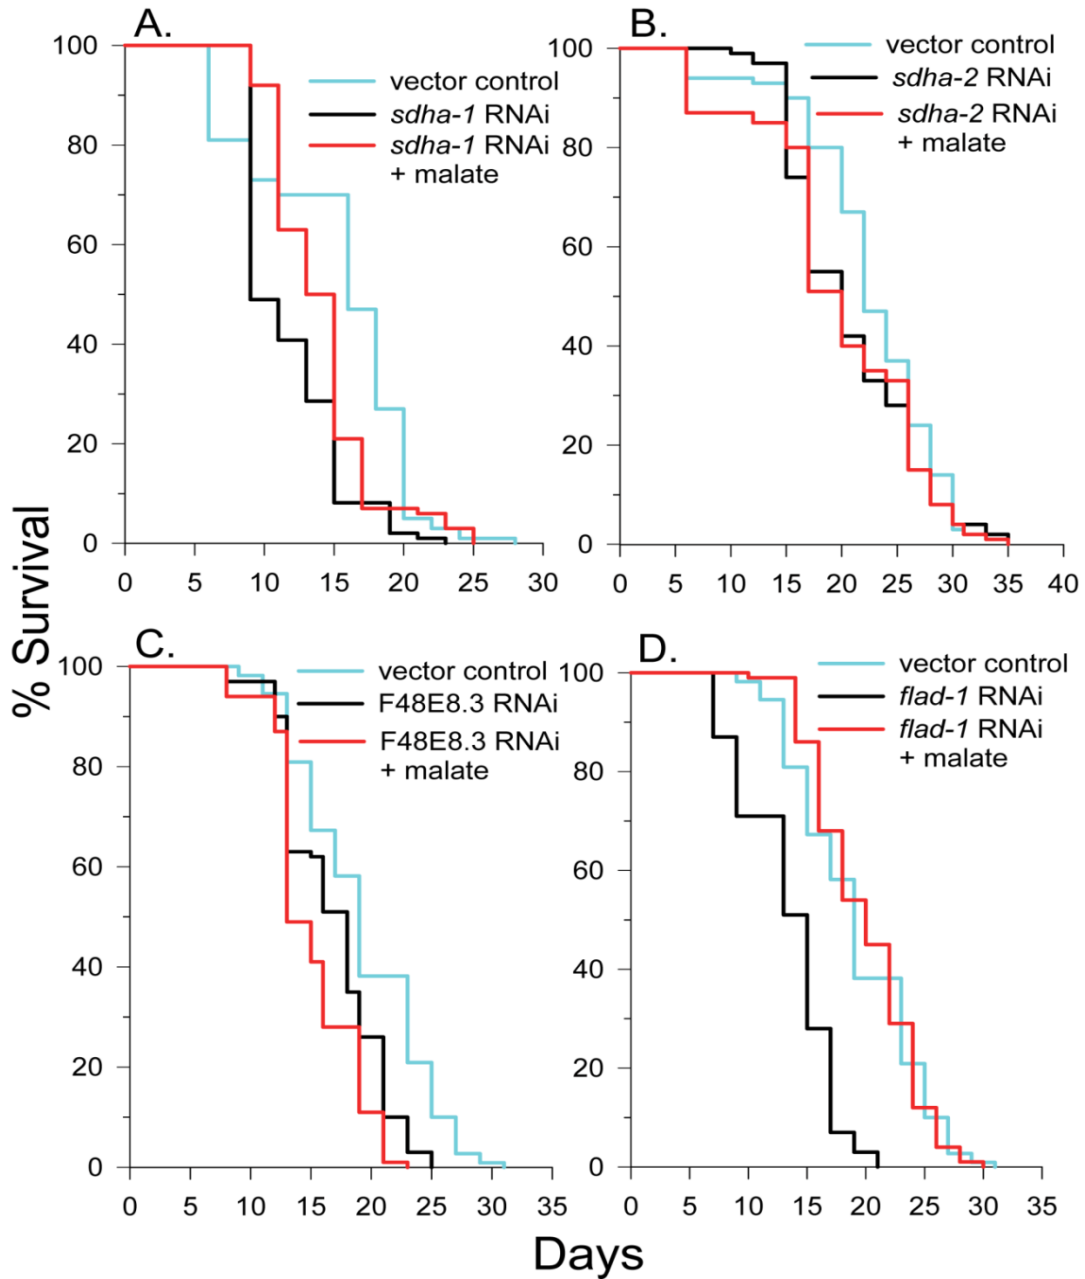 A.
vector control
sdha-1 RNAi
sdha-1 RNAi
+ malate
100
80
60
40
20
0
0 5 10 15 20 25 30
B.
vector control
sdha-2 RNAi
sdha-2 RNAi
+ malate
100
80
60
40
20
0
0 5 10 15 20 25 30 35 40
% Survival
C.
vector control
F48E8.3 RNAi
F48E8.3 RNAi
+ malate
100
80
60
40
20
0
0 5 10 15 20 25 30 35
D.
vector control
flad-1 RNAi
flad-1 RNAi
+ malate
100
80
60
40
20
0
0 5 10 15 20 25 30 35
Days